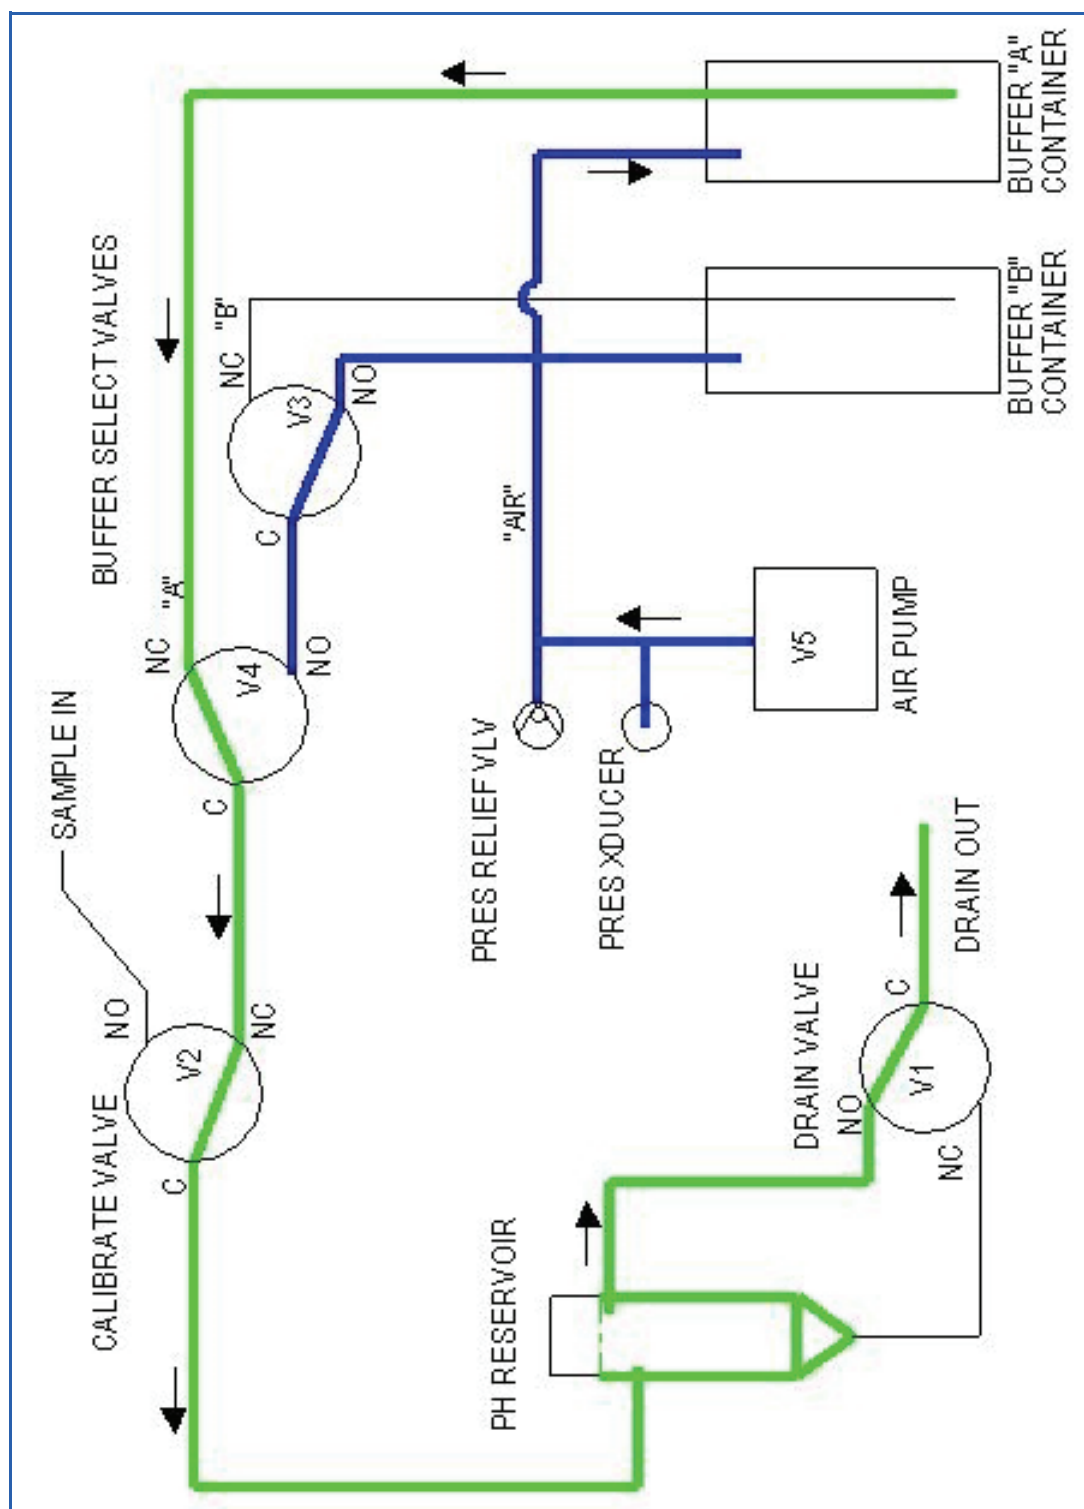 BUFFER "A"
CONTAINER
BUFFER "B"
CONTAINER
BUFFER SELECT VALVES
"B"
NC
V3
NO
C
"A"
NC
V4
NO
C
"AIR"
V5
AIR PUMP
PRES RELIEF VLV
PRES XDUCER
SAMPLE IN
NO
V2
NC
C
CALIBRATE VALVE
PH RESERVOIR
DRAIN VALVE
NO
V1
C
NC
DRAIN OUT